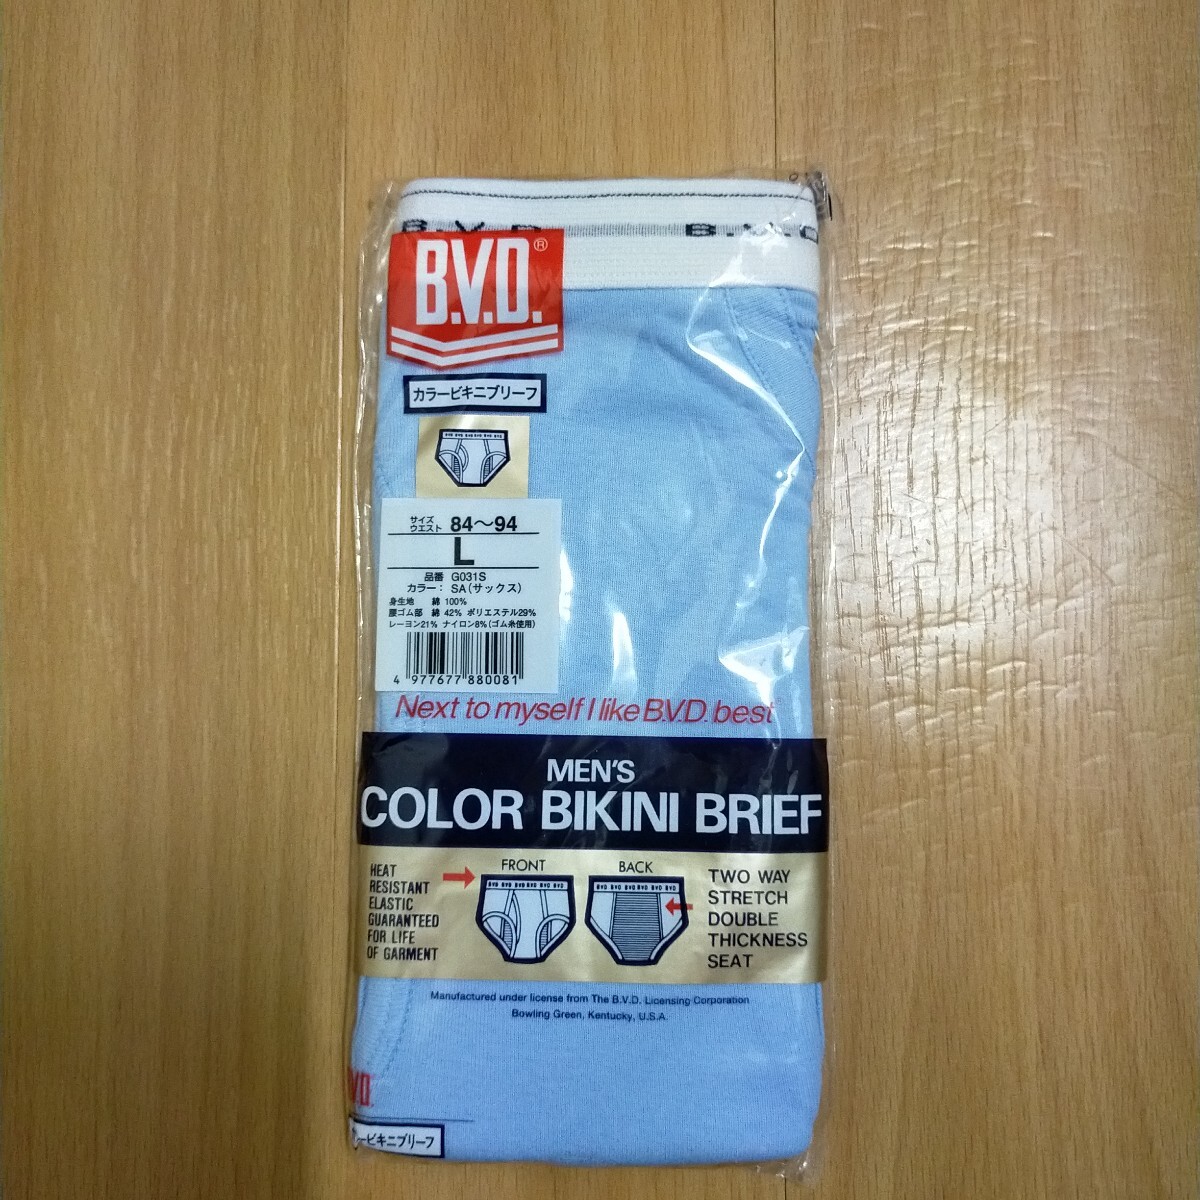 B.V.D
B.V.D
B.V.D.®
カラービキニブリーフ
サイズ
ウエスト 84〜94
L
品番 G031S
カラー: SA(サックス)
身生地 綿 100%
腰ゴム部 綿 42% ポリエステル29%
レーヨン21% ナイロン8%(ゴム糸使用)
4 977677 880081
Next to myself I like B.V.D. best
MEN'S
COLOR BIKINI BRIEF
HEAT
RESISTANT
ELASTIC
GUARANTEED
FOR LIFE
OF GARMENT
FRONT
BACK
TWO WAY
STRETCH
DOUBLE
THICKNESS
SEAT
Manufactured under license from The B.V.D. Licensing Corporation
Bowling Green, Kentucky, U.S.A.
VD.
ービキニブリーフ